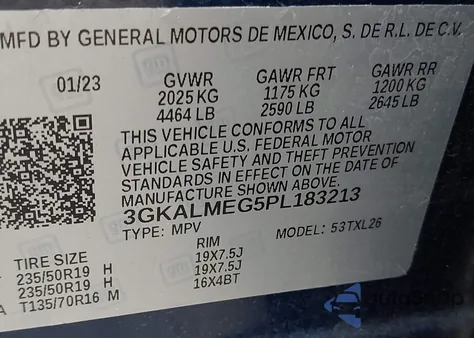 MFD BY GENERAL MOTORS DE MEXICO, S. DE R.L. DE C.V.
01/23 GVWR GAWR FRT GAWR RR
2025 KG 1175 KG 1200 KG
4464 LB 2590 LB 2645 LB
THIS VEHICLE CONFORMS TO ALL
APPLICABLE U.S. FEDERAL MOTOR
VEHICLE SAFETY AND THEFT PREVENTION
STANDARDS IN EFFECT ON THE DATE OF
MANUFACTURE SHOWN ABOVE.
3GKALMEG5PL183213
TYPE: MPV MODEL: 53TXL26
TIRE SIZE RIM
235/50R19 H 19X7.5J
235/50R19 H 19X7.5J
T135/70R16 M 16X4BT